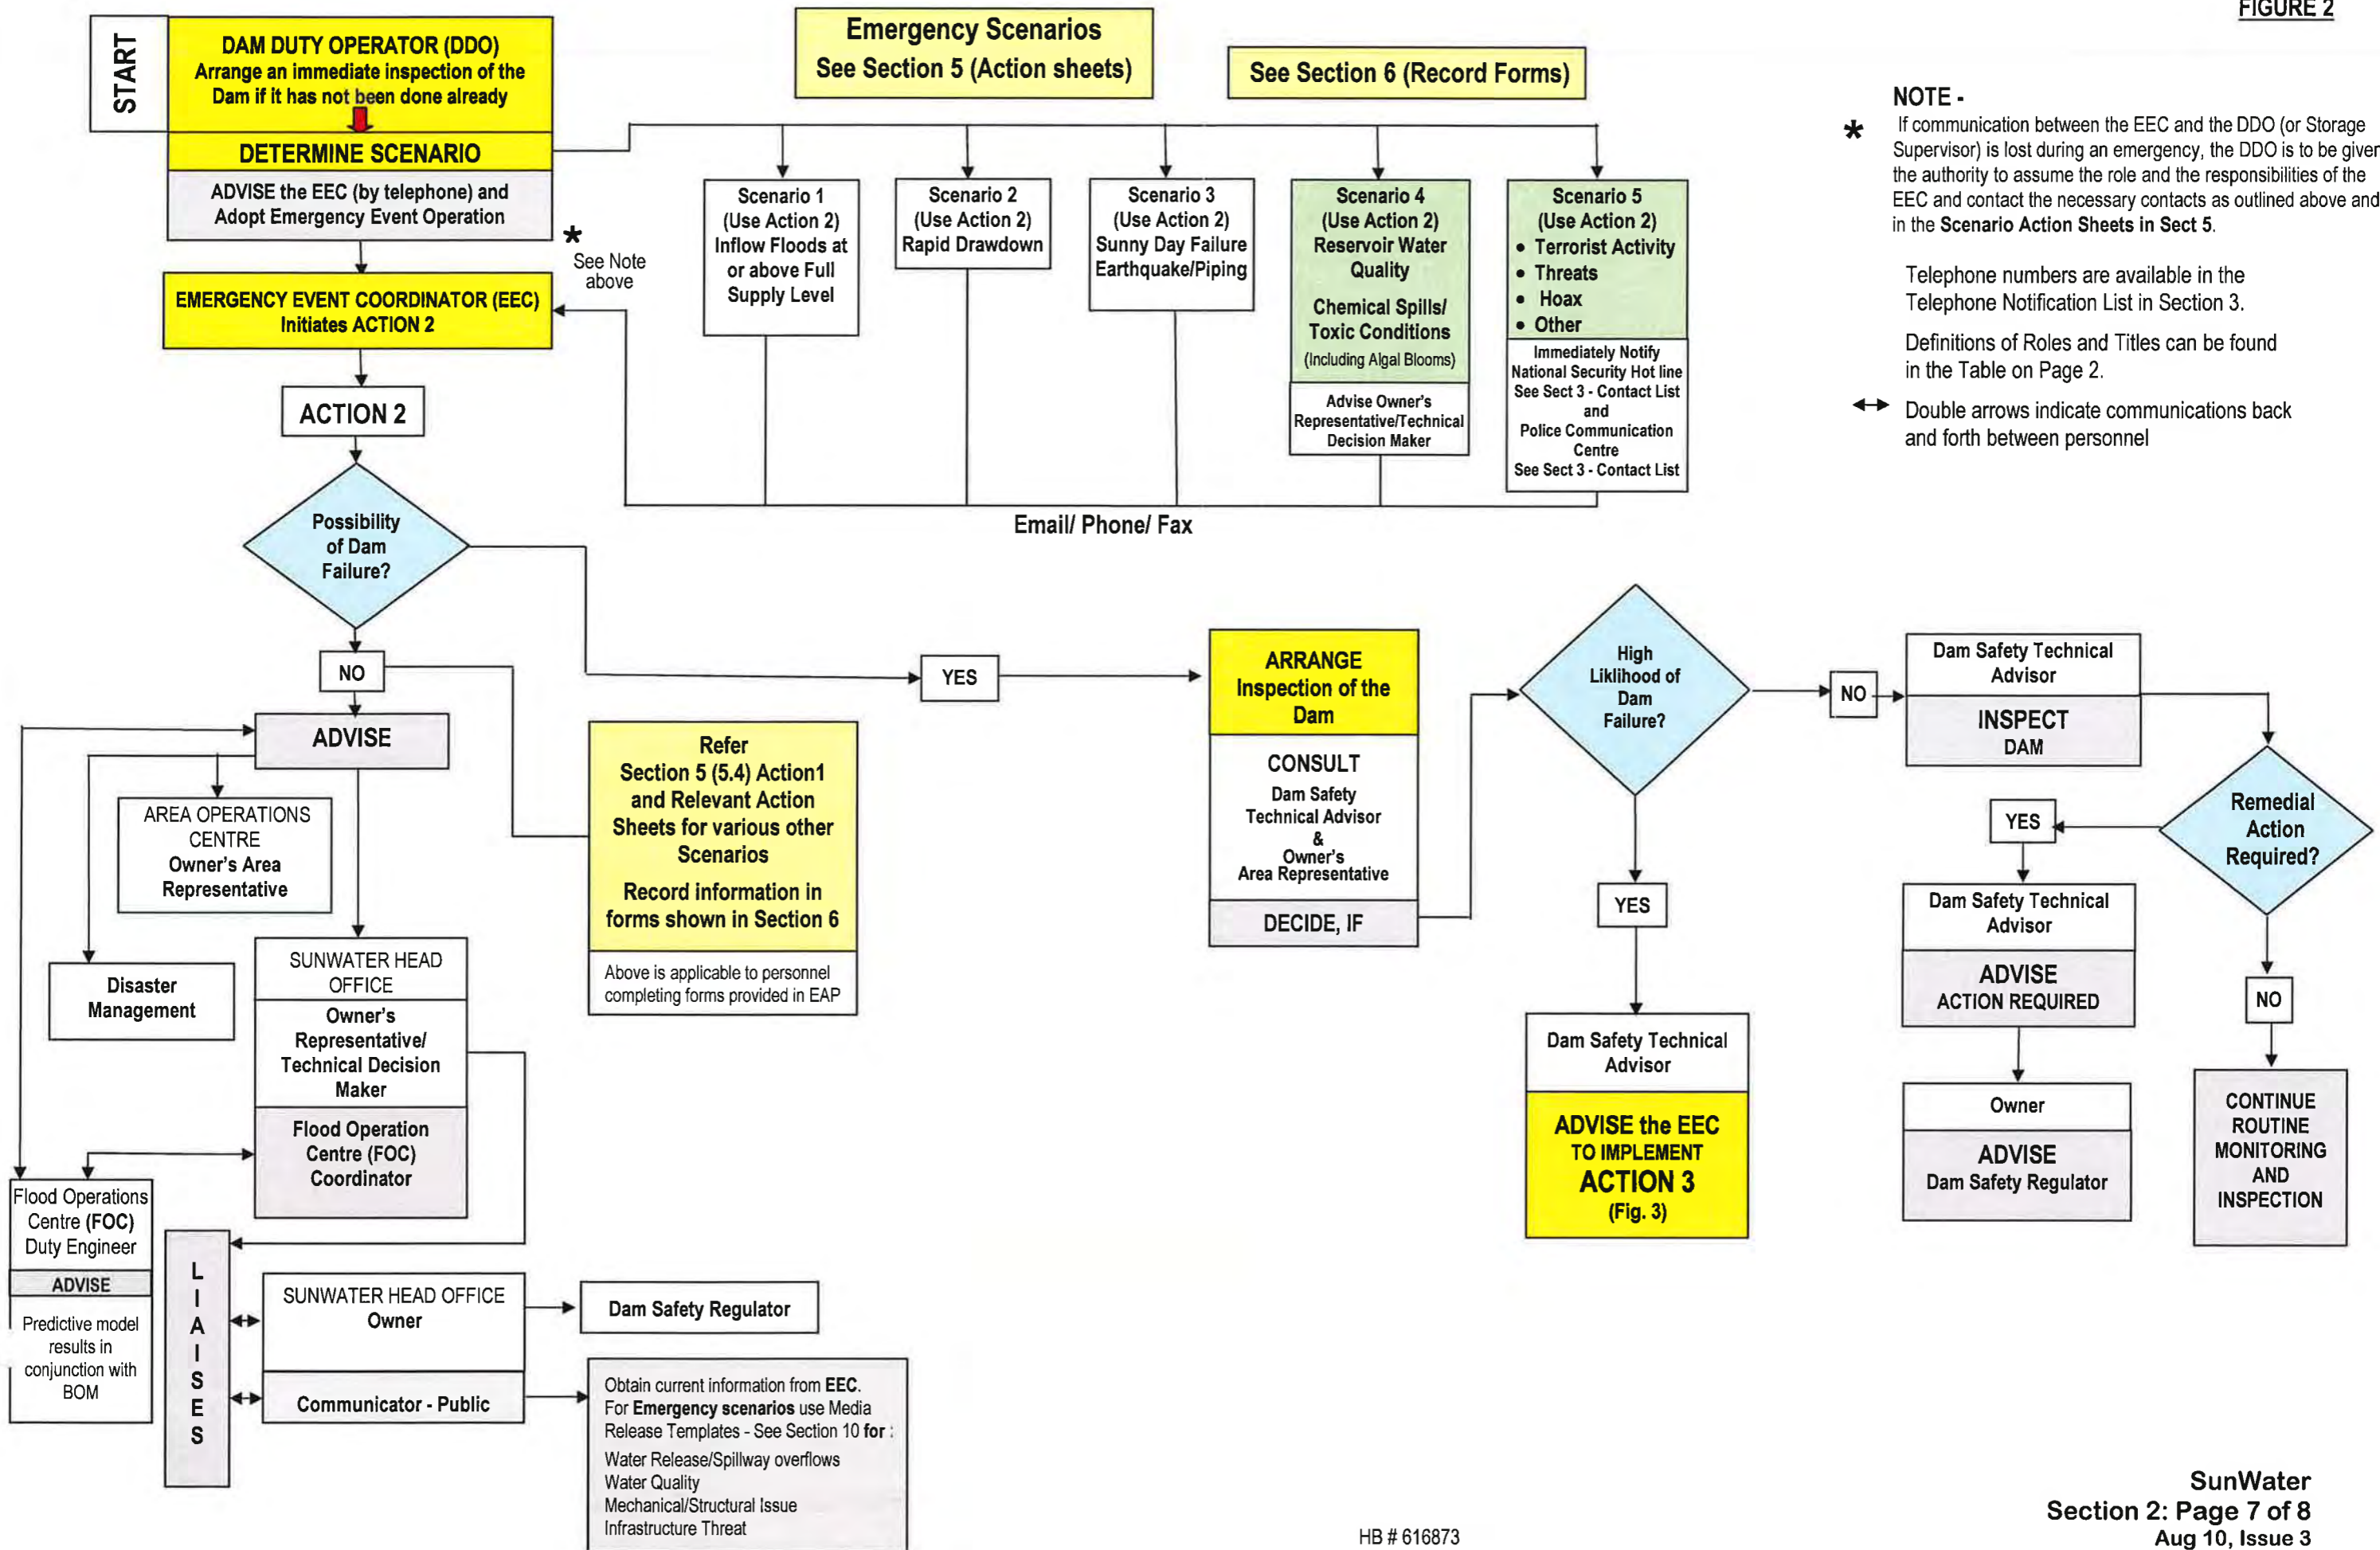 FIGURE 2
START
DAM DUTY OPERATOR (DDO)
Arrange an immediate inspection of the
Dam if it has not been done already
DETERMINE SCENARIO
ADVISE the EEC (by telephone) and
Adopt Emergency Event Operation
*
See Note
above
EMERGENCY EVENT COORDINATOR (EEC)
Initiates ACTION 2
ACTION 2
Emergency Scenarios
See Section 5 (Action sheets)
See Section 6 (Record Forms)
Scenario 1
(Use Action 2)
Inflow Floods at
or above Full
Supply Level
Scenario 2
(Use Action 2)
Rapid Drawdown
Scenario 3
(Use Action 2)
Sunny Day Failure
Earthquake/Piping
Scenario 4
(Use Action 2)
Reservoir Water
Quality
Chemical Spills/
Toxic Conditions
(Including Algal Blooms)
Advise Owner's
Representative/Technical
Decision Maker
Scenario 5
(Use Action 2)
• Terrorist Activity
• Threats
• Hoax
• Other
Immediately Notify
National Security Hot line
See Sect 3 - Contact List
and
Police Communication
Centre
See Sect 3 - Contact List
Email/ Phone/ Fax
NOTE -
* If communication between the EEC and the DDO (or Storage
Supervisor) is lost during an emergency, the DDO is to be given
the authority to assume the role and the responsibilities of the
EEC and contact the necessary contacts as outlined above and
in the Scenario Action Sheets in Sect 5.
Telephone numbers are available in the
Telephone Notification List in Section 3.
Definitions of Roles and Titles can be found
in the Table on Page 2.
Double arrows indicate communications back
and forth between personnel
Possibility
of Dam
Failure?
NO
YES
ADVISE
AREA OPERATIONS
CENTRE
Owner's Area
Representative
Disaster
Management
SUNWATER HEAD
OFFICE
Owner's
Representative/
Technical Decision
Maker
Flood Operation
Centre (FOC)
Coordinator
Flood Operations
Centre (FOC)
Duty Engineer
ADVISE
Predictive model
results in
conjunction with
BOM
LIAISES
SUNWATER HEAD OFFICE
Owner
Communicator - Public
Dam Safety Regulator
Obtain current information from EEC.
For Emergency scenarios use Media
Release Templates - See Section 10 for :
Water Release/Spillway overflows
Water Quality
Mechanical/Structural Issue
Infrastructure Threat
Refer
Section 5 (5.4) Action1
and Relevant Action
Sheets for various other
Scenarios
Record information in
forms shown in Section 6
Above is applicable to personnel
completing forms provided in EAP
ARRANGE
Inspection of the
Dam
CONSULT
Dam Safety
Technical Advisor
&
Owner's
Area Representative
DECIDE, IF
High
Liklihood of
Dam
Failure?
YES
Dam Safety Technical
Advisor
ADVISE the EEC
TO IMPLEMENT
ACTION 3
(Fig. 3)
NO
Dam Safety Technical
Advisor
INSPECT
DAM
Remedial
Action
Required?
YES
Dam Safety Technical
Advisor
ADVISE
ACTION REQUIRED
Owner
ADVISE
Dam Safety Regulator
NO
CONTINUE
ROUTINE
MONITORING
AND
INSPECTION
HB # 616873
SunWater
Section 2: Page 7 of 8
Aug 10, Issue 3